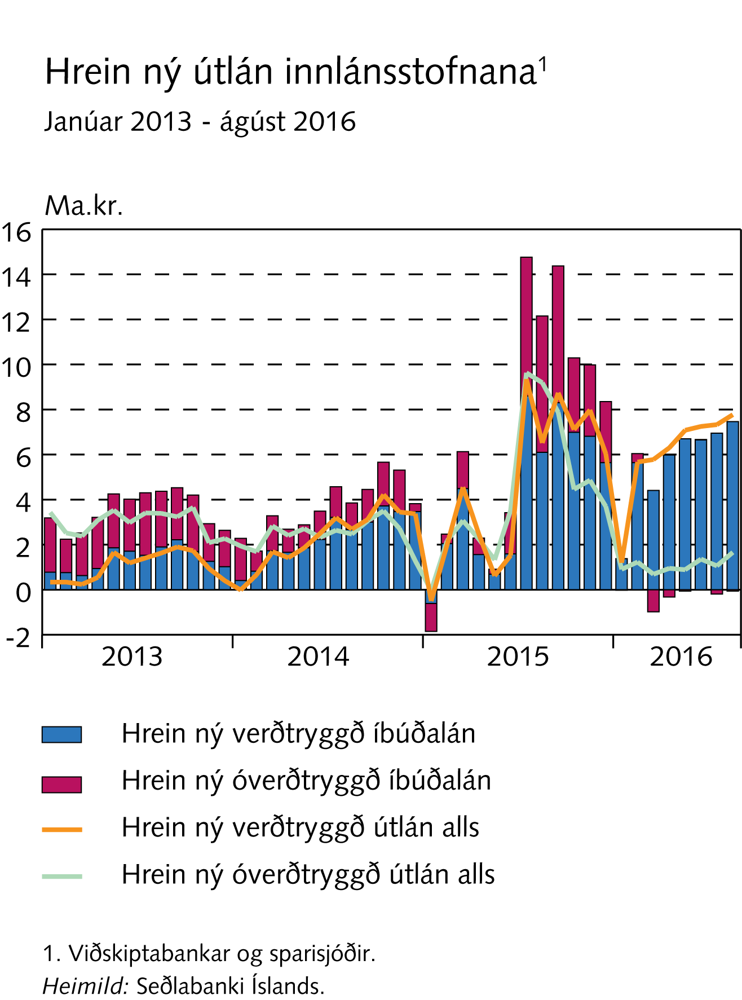 Hrein ný útlán innlánsstofnana¹
Janúar 2013 - ágúst 2016
Ma.kr.
16
14
12
10
8
6
4
2
0
-2
2013 2014 2015 2016
Hrein ný verðtryggð íbúðalán
Hrein ný óverðtryggð íbúðalán
Hrein ný verðtryggð útlán alls
Hrein ný óverðtryggð útlán alls
1. Viðskiptabankar og sparisjóðir.
Heimild: Seðlabanki Íslands.